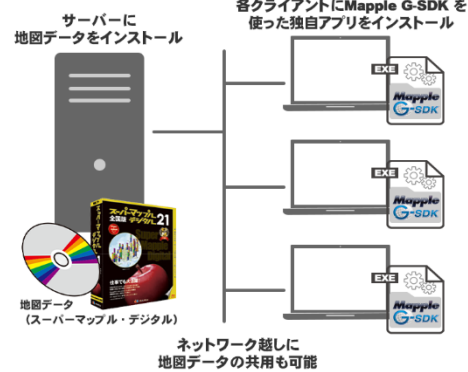 サーバーに
地図データをインストール
各クライアントにMapple G-SDK を
使った独自アプリをインストール
EXE
Mapple
G-SDK
EXE
Mapple
G-SDK
スーパーマップル
デジタル21
全国版
EXE
Mapple
G-SDK
地図データ
（スーパーマップル・デジタル）
ネットワーク越しに
地図データの共用も可能